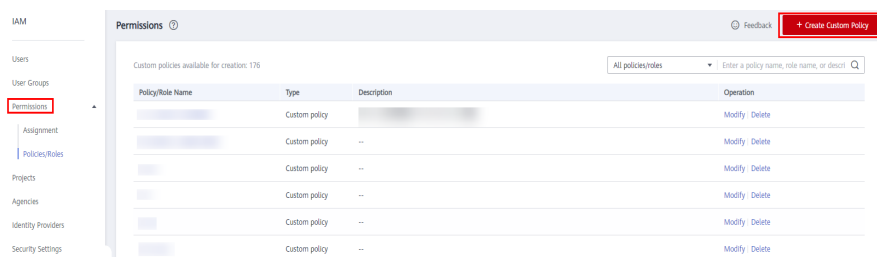 IAM
Users
User Groups
Permissions
Assignment
Policies/Roles
Projects
Agencies
Identity Providers
Security Settings
Permissions ?
Feedback
+ Create Custom Policy
Custom policies available for creation: 176
All policies/roles
Enter a policy name, role name, or descri
Policy/Role Name Type Description Operation
Custom policy Modify Delete
Custom policy -- Modify Delete
Custom policy -- Modify Delete
Custom policy -- Modify Delete
Custom policy -- Modify Delete
Custom policy -- Modify Delete